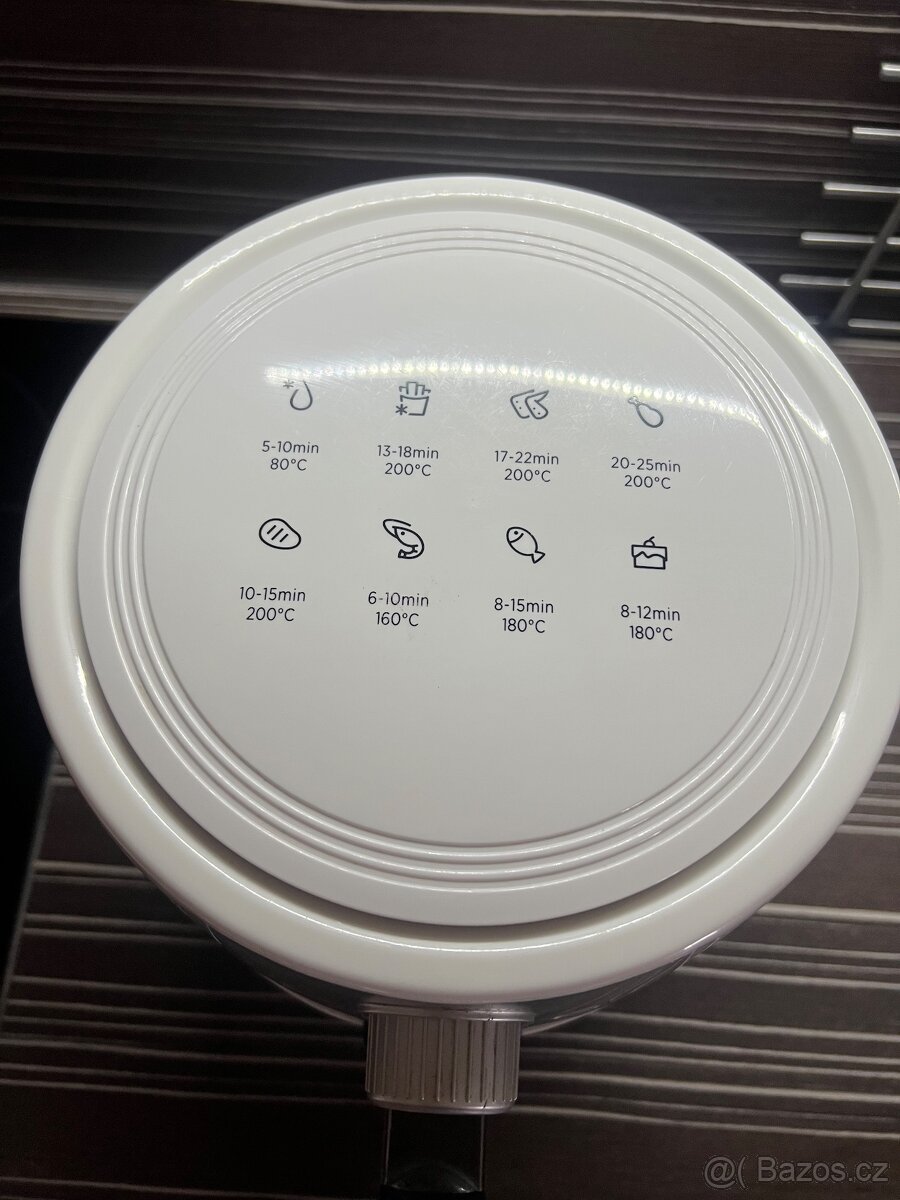 5-10min
80°C
13-18min
200°C
17-22min
200°C
20-25min
200°C
10-15min
200°C
6-10min
160°C
8-15min
180°C
8-12min
180°C
@( Bazos.cz